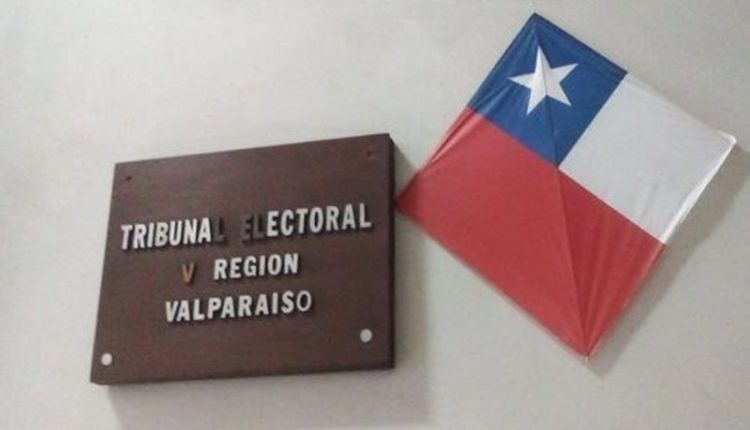 TRIBUNAL ELECTORAL
V REGION
VALPARAISO